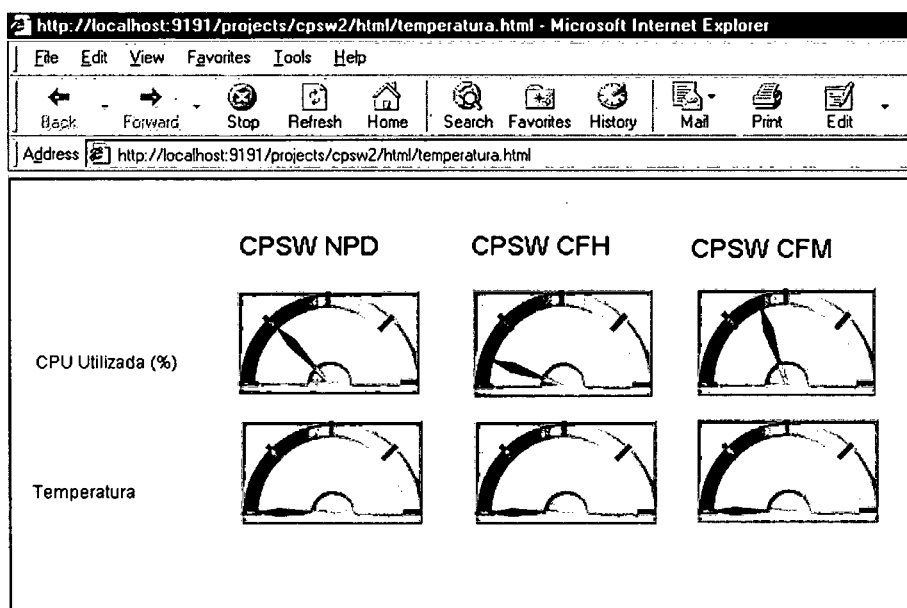 http://localhost:9191/projects/cpsw2/html/temperatura.html - Microsoft Internet Explorer
File Edit View Favorites Tools Help
Back Forward Stop Refresh Home Search Favorites History Mail Print Edit
Address http://localhost:9191/projects/cpsw2/html/temperatura.html
CPSW NPD CPSW CFH CPSW CFM
CPU Utilizada (%)
Temperatura